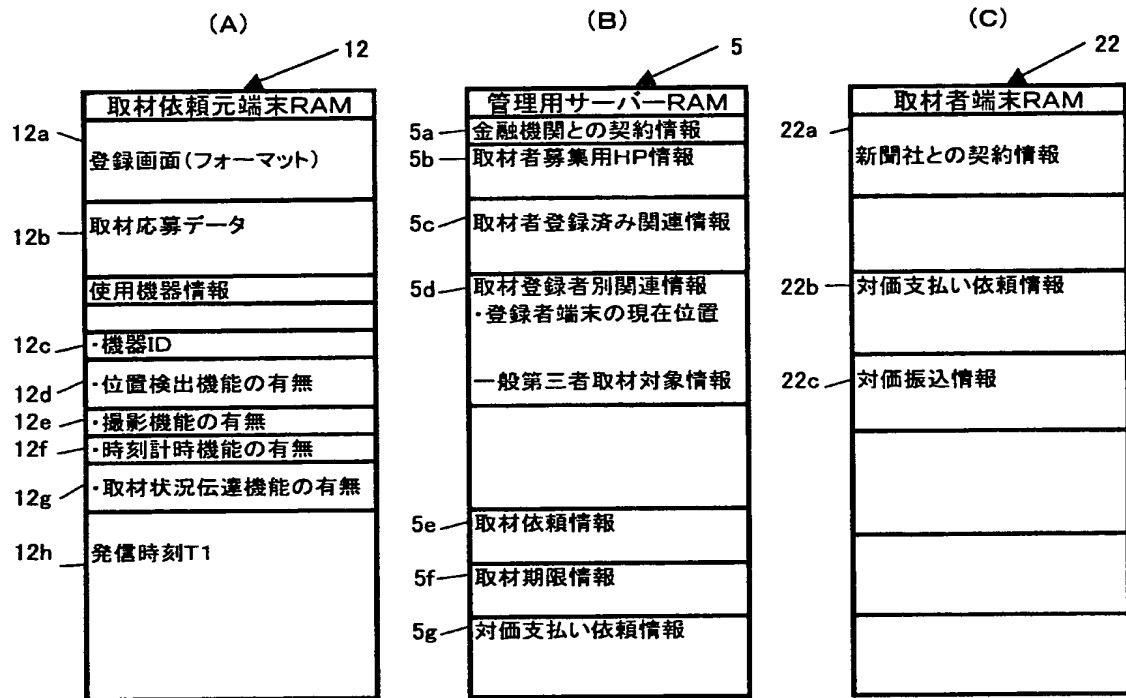 (A)
12
取材依頼元端末RAM
12a
登録画面(フォーマット)
12b
取材応募データ
使用機器情報
12c
・機器ID
12d
・位置検出機能の有無
12e
・撮影機能の有無
12f
・時刻計時機能の有無
12g
・取材状況伝達機能の有無
12h
発信時刻T1
(B)
5
管理用サーバーRAM
5a
金融機関との契約情報
5b
取材者募集用HP情報
5c
取材者登録済み関連情報
5d
取材登録者別関連情報
・登録者端末の現在位置
一般第三者取材対象情報
5e
取材依頼情報
5f
取材期限情報
5g
対価支払い依頼情報
(C)
22
取材者端末RAM
22a
新聞社との契約情報
22b
対価支払い依頼情報
22c
対価振込情報